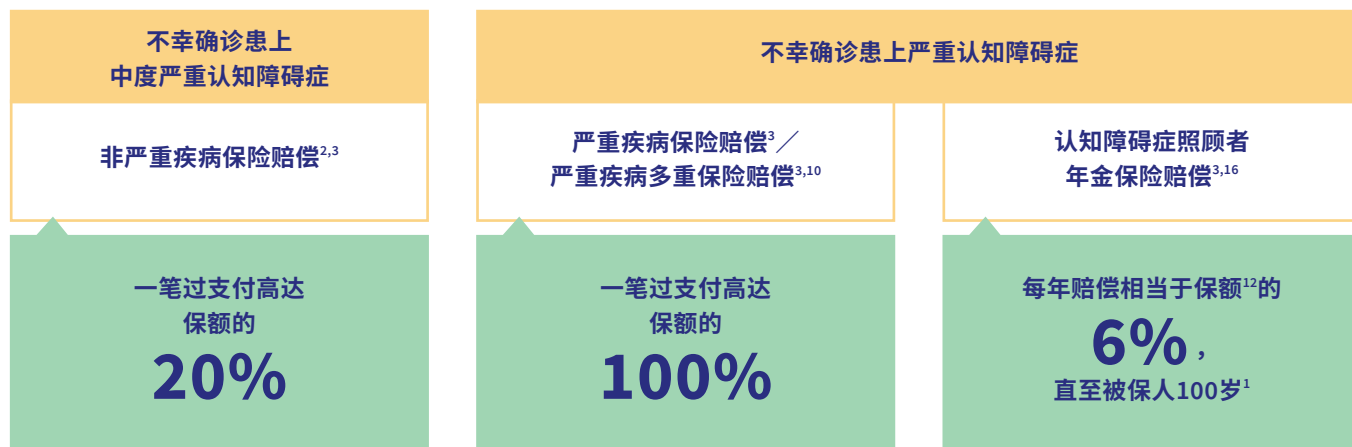 不幸确诊患上
中度严重认知障碍症
非严重疾病保险赔偿2,3
一笔过支付高达
保额的
20%
不幸确诊患上严重认知障碍症
严重疾病保险赔偿3／
严重疾病多重保险赔偿3,10
一笔过支付高达
保额的
100%
认知障碍症照顾者
年金保险赔偿3,16
每年赔偿相当于保额12的
6%，
直至被保人100岁1